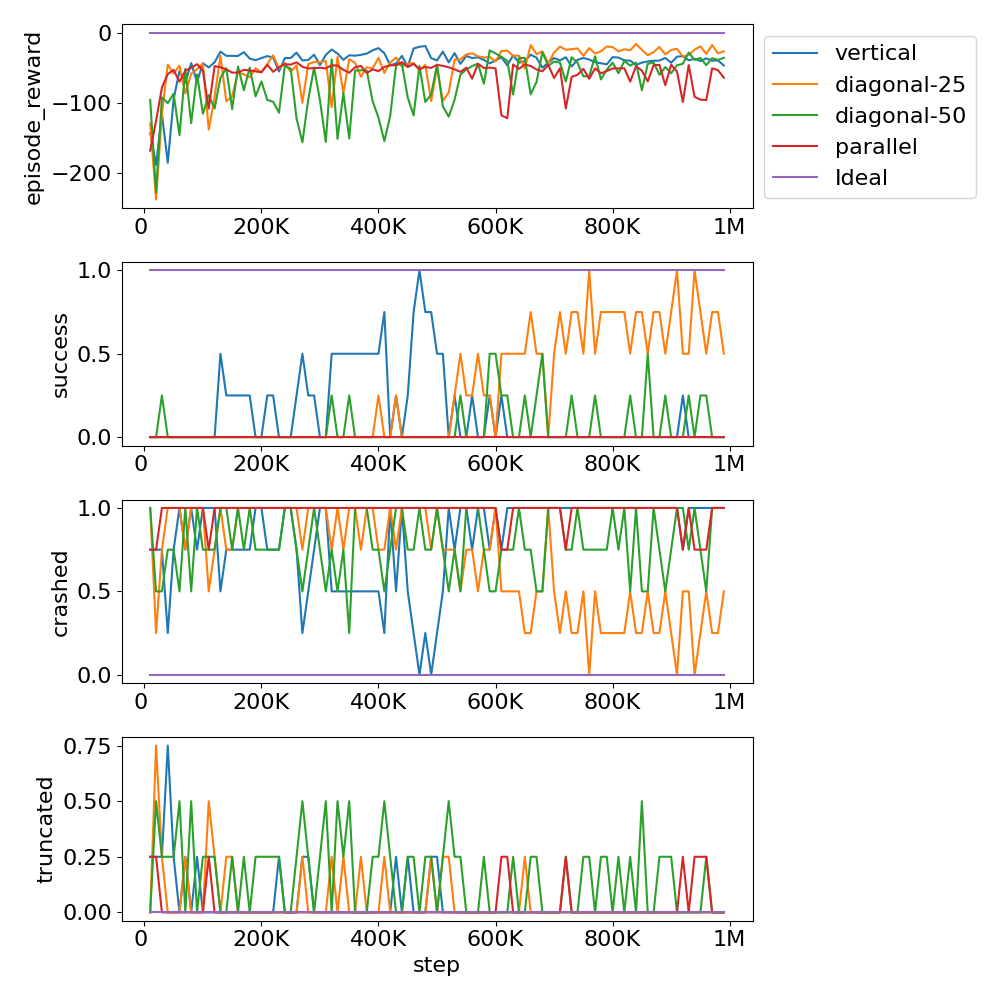 episode_reward
0
−100
−200
0
200K
400K
600K
800K
1M
vertical
diagonal-25
diagonal-50
parallel
Ideal
success
1.0
0.5
0.0
0
200K
400K
600K
800K
1M
crashed
1.0
0.5
0.0
0
200K
400K
600K
800K
1M
truncated
0.75
0.50
0.25
0.00
0
200K
400K
600K
800K
1M
step